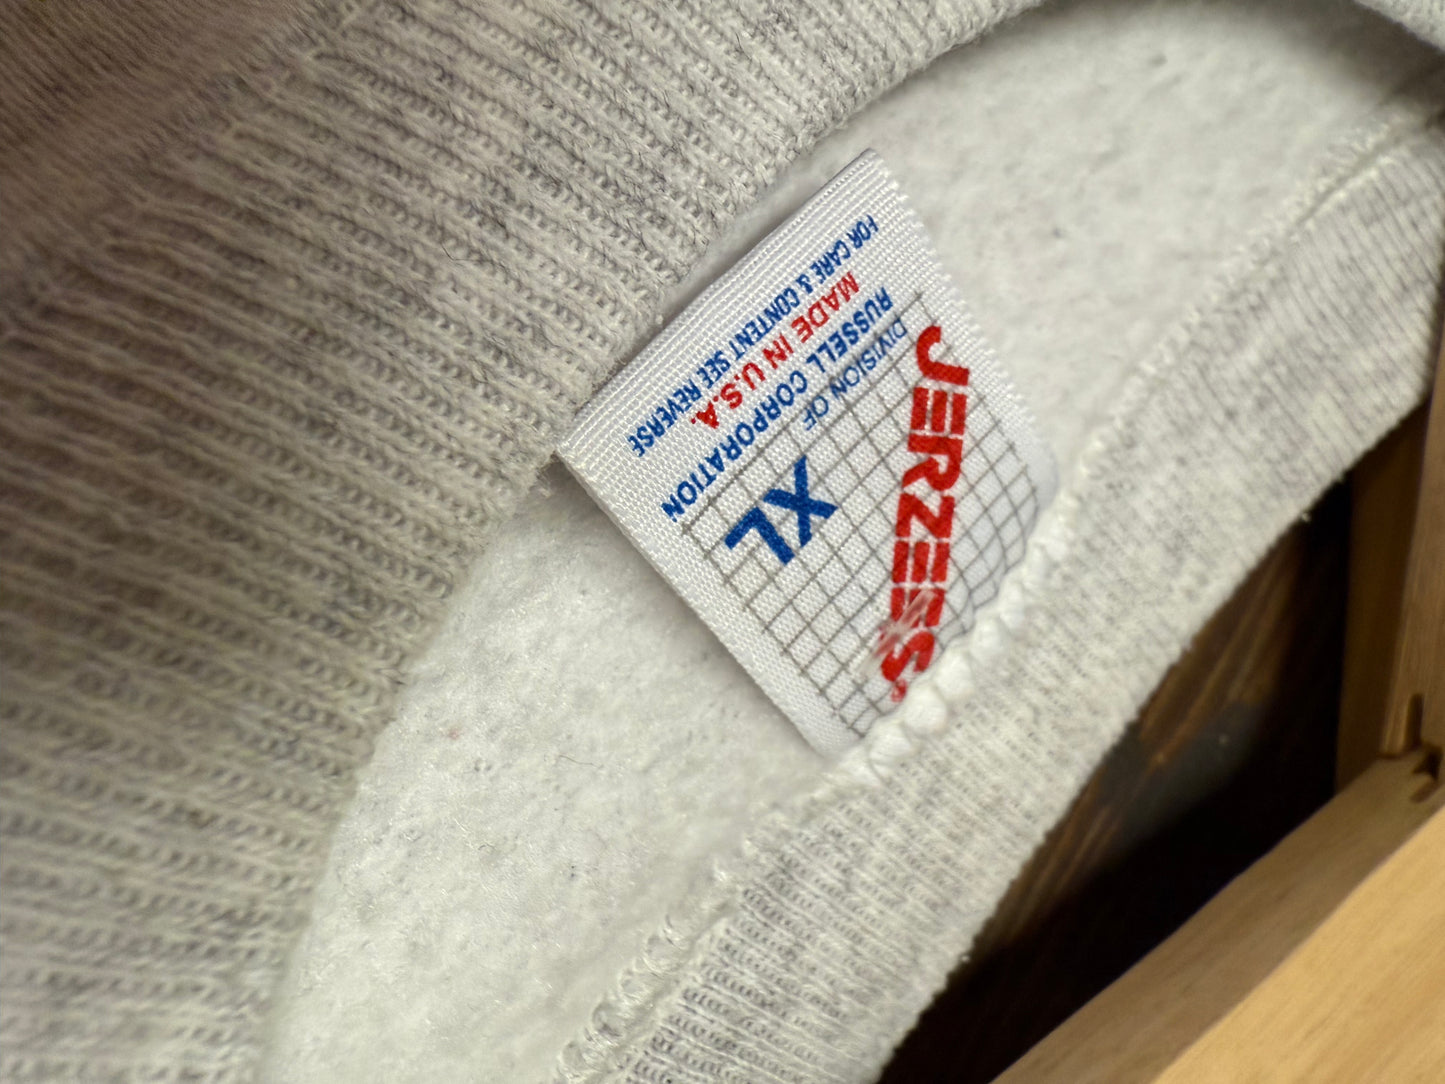 JERZEES
DIVISION OF
RUSSELL CORPORATION
XL
MADE IN U.S.A.
FOR CARE & CONTENT SEE REVERSE